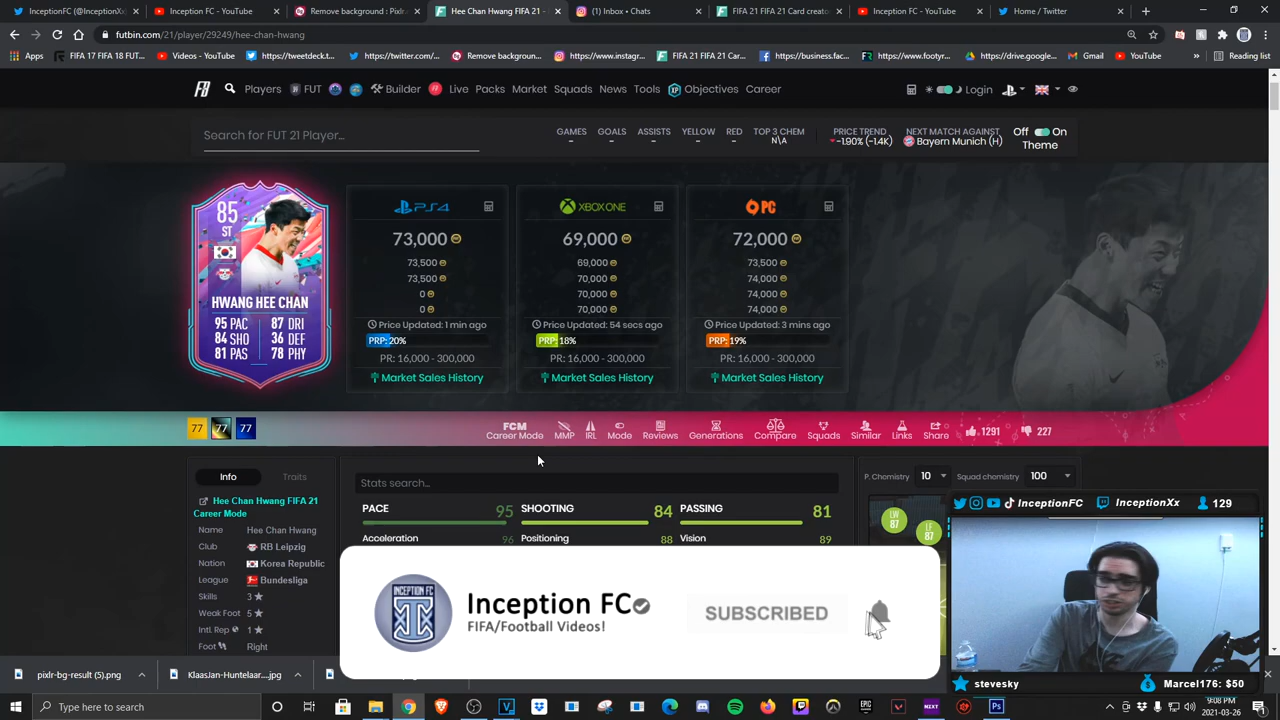 Inception FC (@InceptionXx
Inception FC - YouTube
Remove background : Pixlr
Hee Chan Hwang FIFA 21 -
(1) Inbox • Chats
FIFA 21 FIFA 21 Card creator
Inception FC - YouTube
Home / Twitter
futbin.com/21/player/29249/hee-chan-hwang
Apps
FIFA 17 FIFA 18 FUT...
Videos - YouTube
https://tweetdeck.t...
https://twitter.com/...
Remove backgroun...
https://www.instagr...
FIFA 21 FIFA 21 Car...
https://business.fac...
https://www.footyr...
https://drive.google...
Gmail
YouTube
»
Reading list
Players
FUT
Builder
Live
Packs
Market
Squads
News
Tools
XP
Objectives
Career
Login
Search for FUT 21 Player...
GAMES
GOALS
ASSISTS
YELLOW
RED
TOP 3 CHEM
PRICE TREND
NEXT MATCH AGAINST
Off
On
–
–
–
–
–
N\A
-1.90% (-1.4K)
Bayern Munich (H)
Theme
85
ST
HWANG HEE CHAN
95 PAC
87 DRI
84 SHO
36 DEF
81 PAS
78 PHY
PS4
73,000
73,500
73,500
0
0
Price Updated: 1 min ago
PRP: 20%
PR: 16,000 - 300,000
Market Sales History
XBOX ONE
69,000
69,000
70,000
70,000
70,000
Price Updated: 54 secs ago
PRP: 18%
PR: 16,000 - 300,000
Market Sales History
PC
72,000
73,500
74,000
74,000
74,000
Price Updated: 3 mins ago
PRP: 19%
PR: 16,000 - 300,000
Market Sales History
77
77
77
FCM
Career Mode
MMP
IRL
Mode
Reviews
Generations
Compare
Squads
Similar
Links
Share
1291
227
Info
Traits
Hee Chan Hwang FIFA 21
Career Mode
Name
Hee Chan Hwang
Club
RB Leipzig
Nation
Korea Republic
League
Bundesliga
Skills
3
Weak Foot
5
Intl. Rep
1
Foot
Right
Stats search...
PACE
95
SHOOTING
84
PASSING
81
Acceleration
96
Positioning
88
Vision
89
P. Chemistry
10
Squad chemistry
100
LW
87
LF
87
InceptionFC
InceptionXx
129
INCEPTION FC
Inception FC
FIFA/Football Videos!
SUBSCRIBED
pixlr-bg-result (5).png
KlaasJan-Huntelaar....jpg
stevesky
Marcel176: $50
Type here to search
9:08 PM
2021-03-26